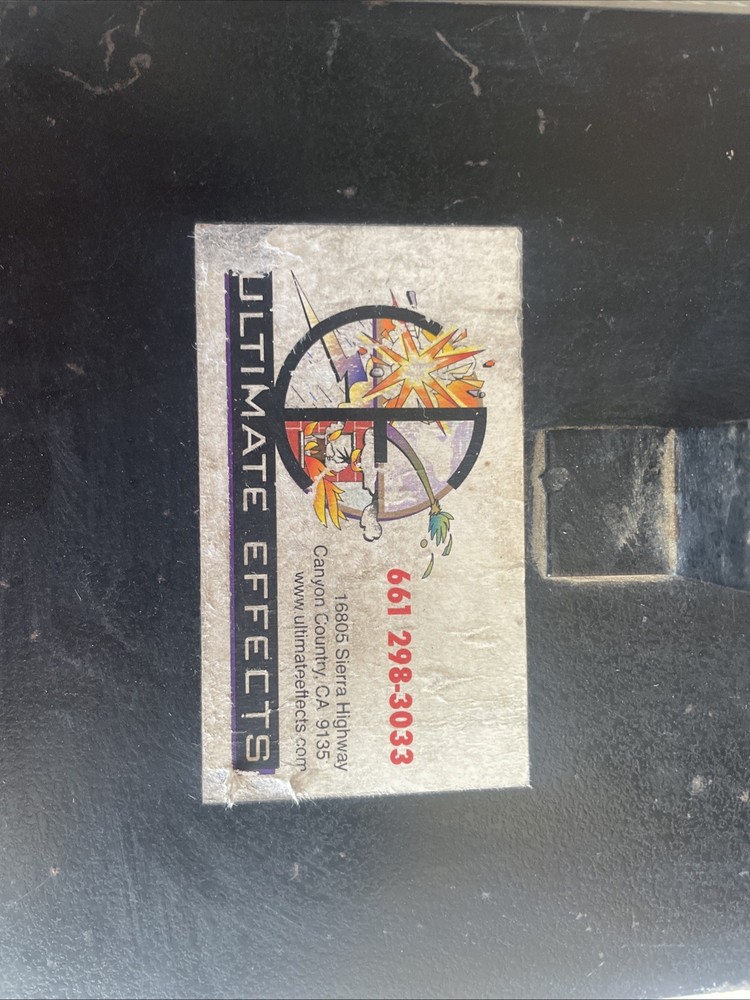 661 298-3033
16805 Sierra Highway
Canyon Country, CA 9135
www.ultimateeffects.com
ULTIMATE EFFECTS